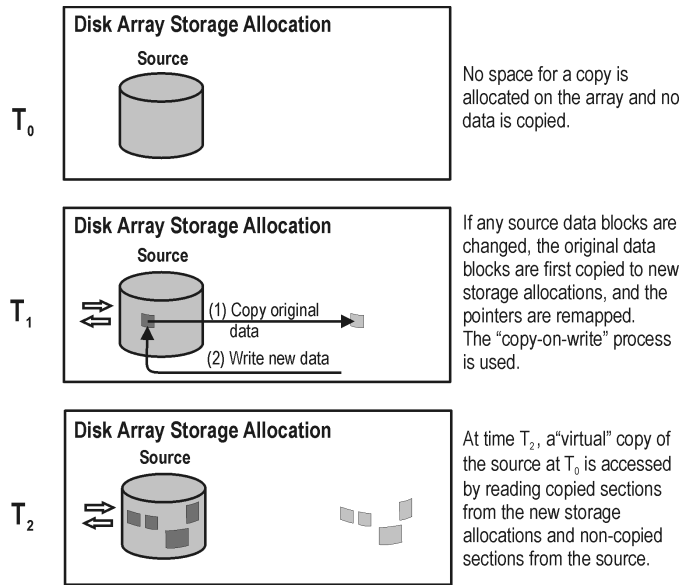 Disk Array Storage Allocation
Source
T0
No space for a copy is
allocated on the array and no
data is copied.
Disk Array Storage Allocation
Source
T1
(1) Copy original
data
(2) Write new data
If any source data blocks are
changed, the original data
blocks are first copied to new
storage allocations, and the
pointers are remapped.
The “copy-on-write” process
is used.
Disk Array Storage Allocation
Source
T2
At time T2, a“virtual” copy of
the source at T0 is accessed
by reading copied sections
from the new storage
allocations and non-copied
sections from the source.